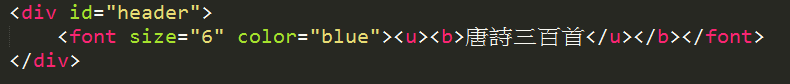 <div id="header">
    <font size="6" color="blue"><u><b>唐詩三百首</u></b></font>
</div>